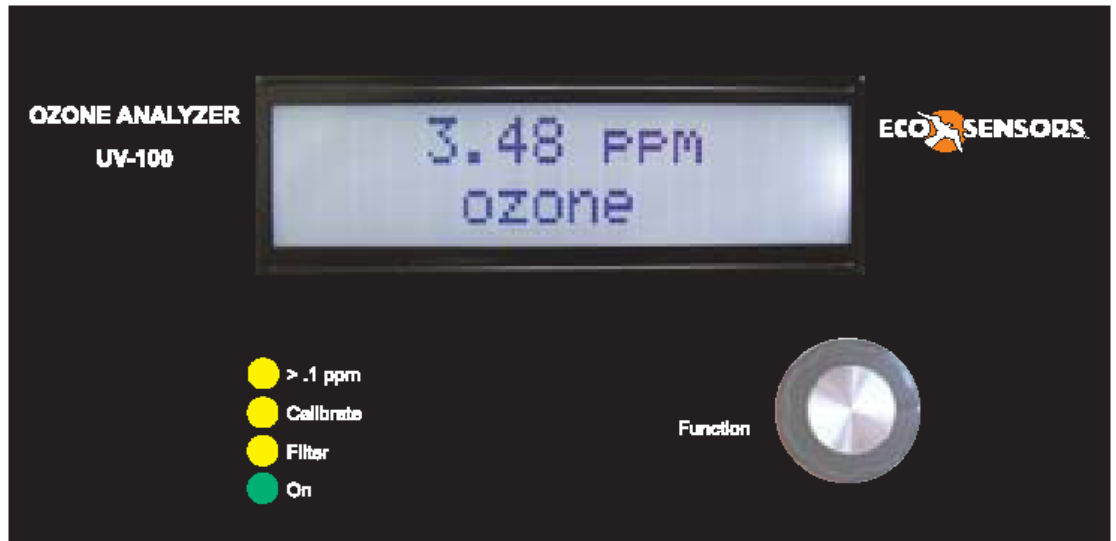 OZONE ANALYZER
UV-100
3.48 ppm
ozone
ECO SENSORS
> .1 ppm
Calibrate
Filter
On
Function